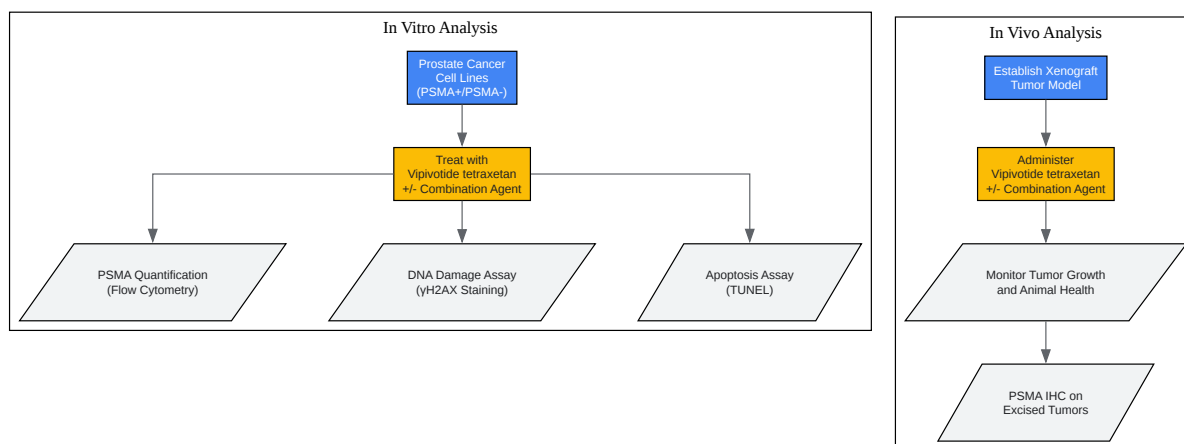 In Vitro Analysis
Prostate Cancer
Cell Lines
(PSMA+/PSMA-)
Treat with
Vipivotide tetraxetan
+/- Combination Agent
PSMA Quantification
(Flow Cytometry)
DNA Damage Assay
(γH2AX Staining)
Apoptosis Assay
(TUNEL)
In Vivo Analysis
Establish Xenograft
Tumor Model
Administer
Vipivotide tetraxetan
+/- Combination Agent
Monitor Tumor Growth
and Animal Health
PSMA IHC on
Excised Tumors